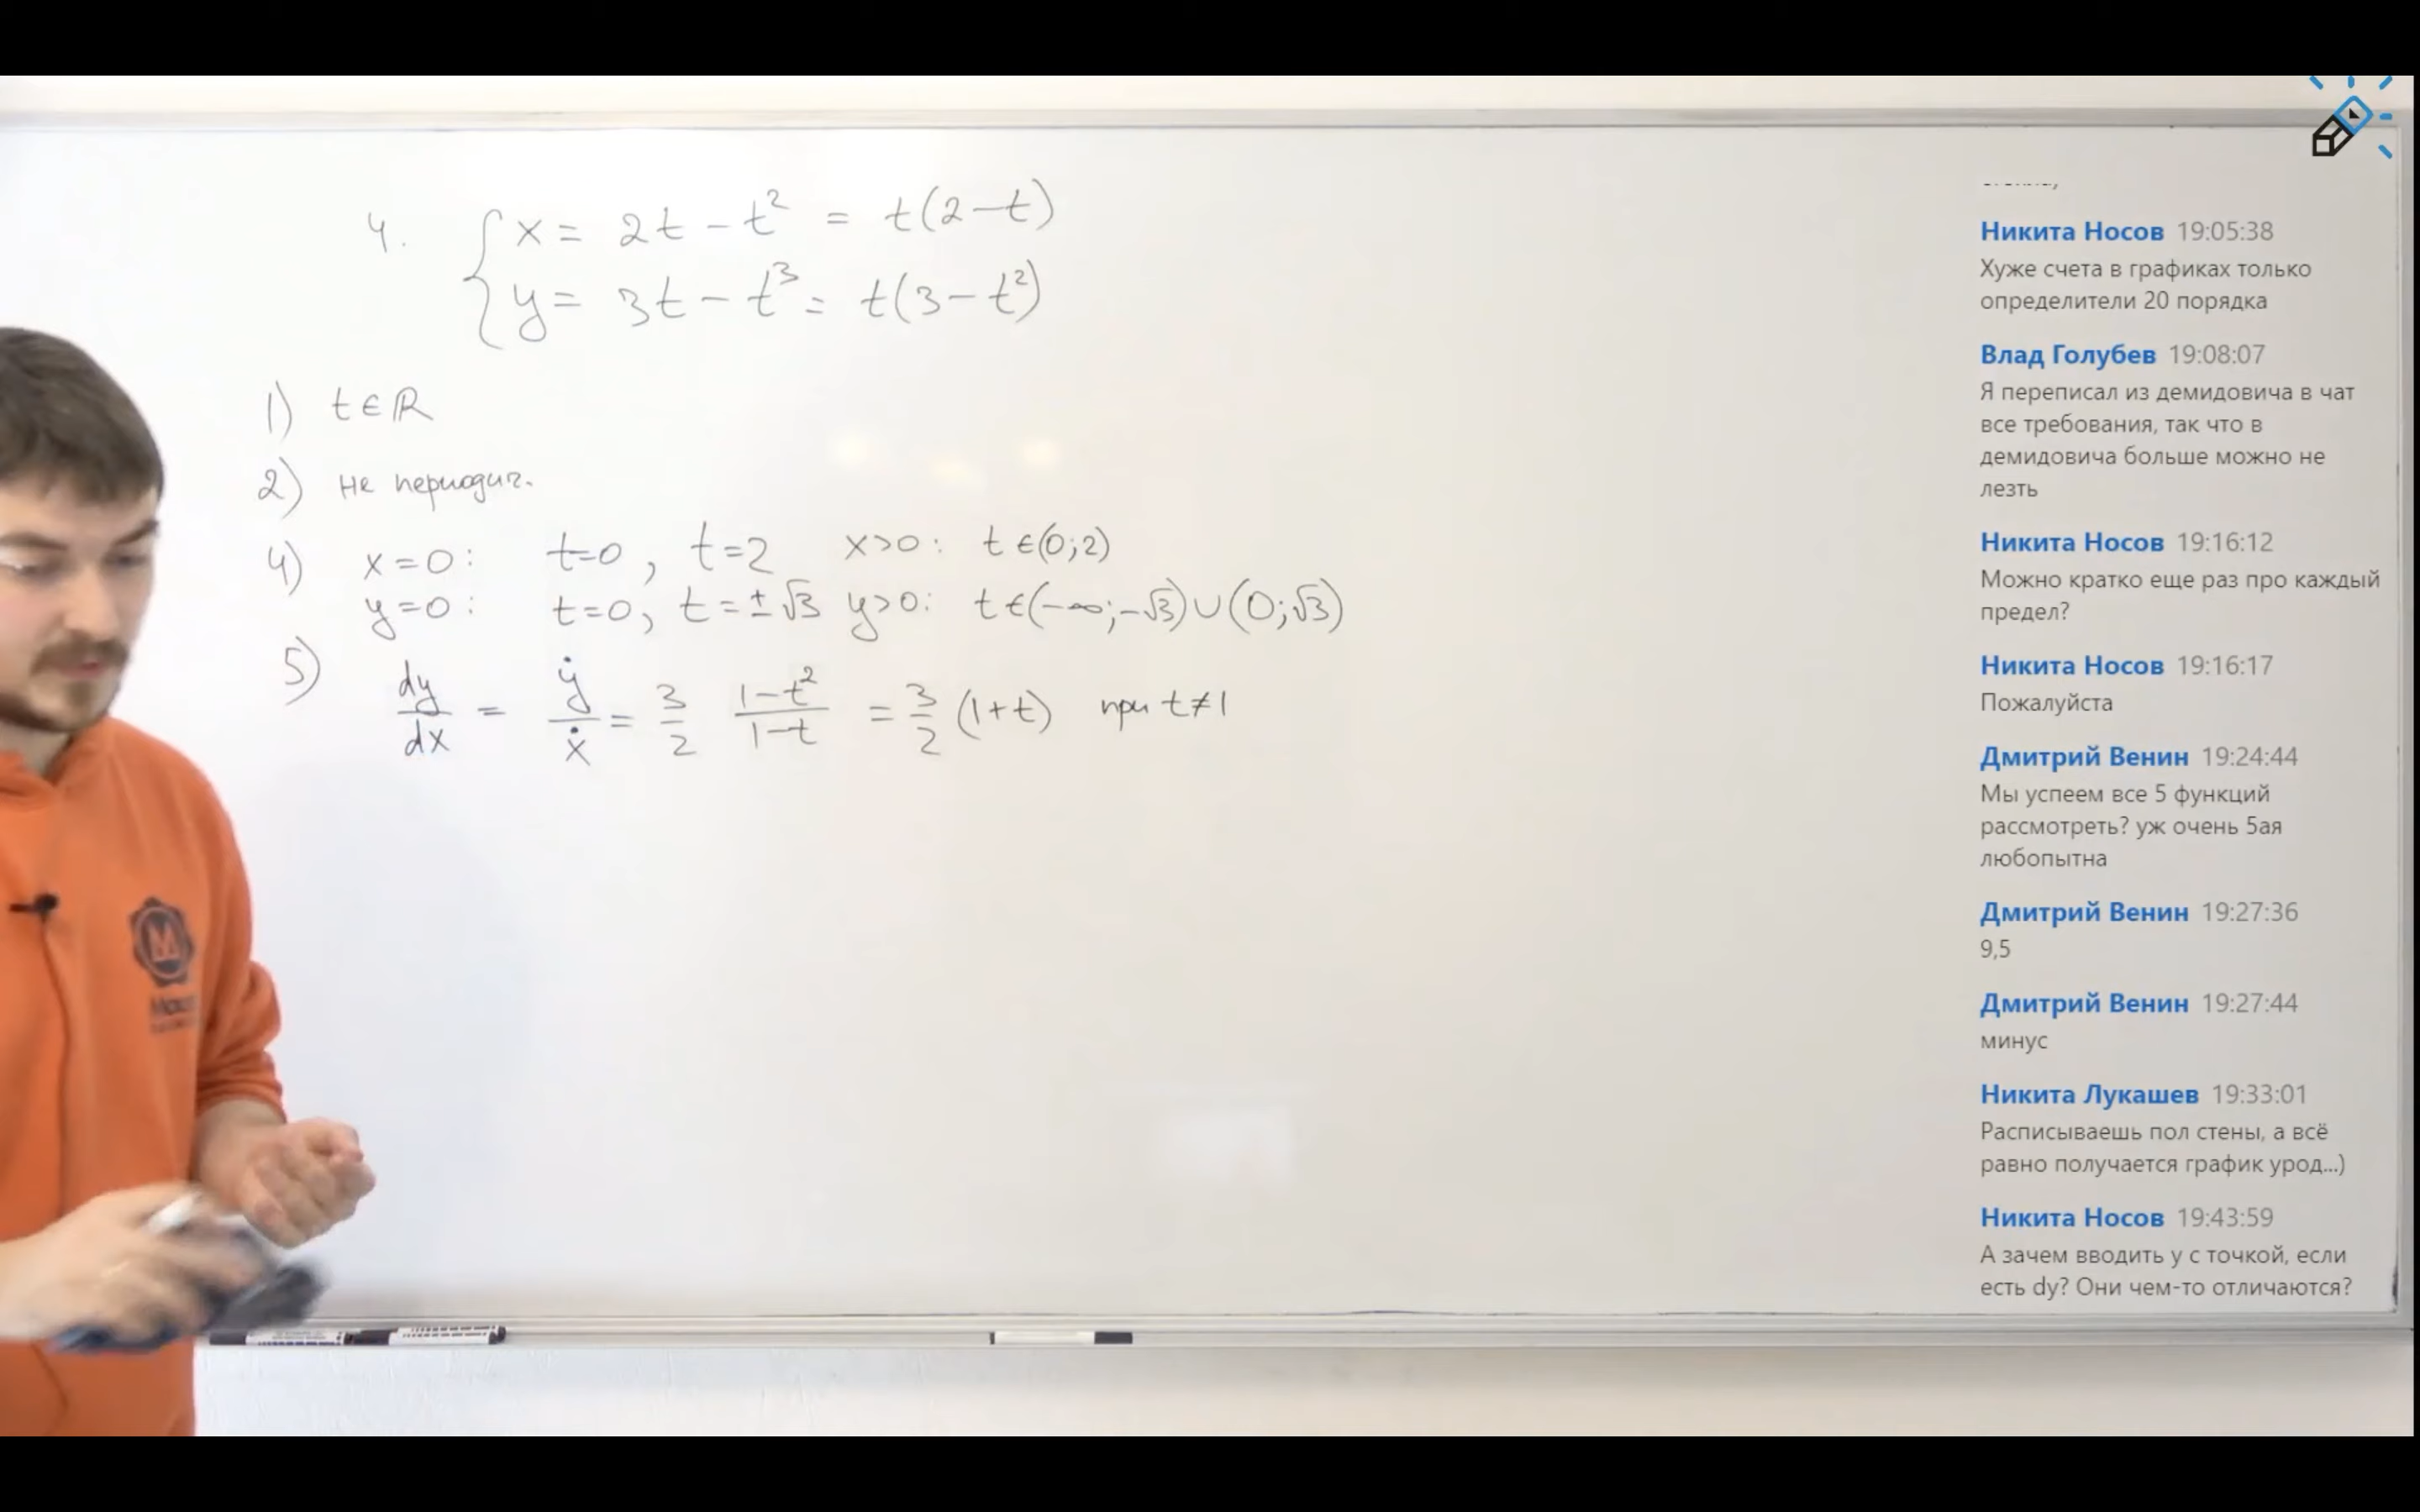 4. { x = 2t - t² = t(2-t)
y = 3t - t³ = t(3-t²)
1) t∈ℝ
2) не периодич.
4) x=0: t=0, t=2 x>0: t∈(0;2)
y=0: t=0, t=±√3 y>0: t∈(-∞;-√3)∪(0;√3)
5) dy/dx = ẏ/ẋ = 3/2 (1-t²)/(1-t) = 3/2 (1+t) при t≠1
M
Никита Носов 19:05:38
Хуже счета в графиках только
определители 20 порядка
Влад Голубев 19:08:07
Я переписал из демидовича в чат
все требования, так что в
демидовича больше можно не
лезть
Никита Носов 19:16:12
Можно кратко еще раз про каждый
предел?
Никита Носов 19:16:17
Пожалуйста
Дмитрий Венин 19:24:44
Мы успеем все 5 функций
рассмотреть? уж очень 5ая
любопытна
Дмитрий Венин 19:27:36
9,5
Дмитрий Венин 19:27:44
минус
Никита Лукашев 19:33:01
Расписываешь пол стены, а всё
равно получается график урод...)
Никита Носов 19:43:59
А зачем вводить у с точкой, если
есть dy? Они чем-то отличаются?